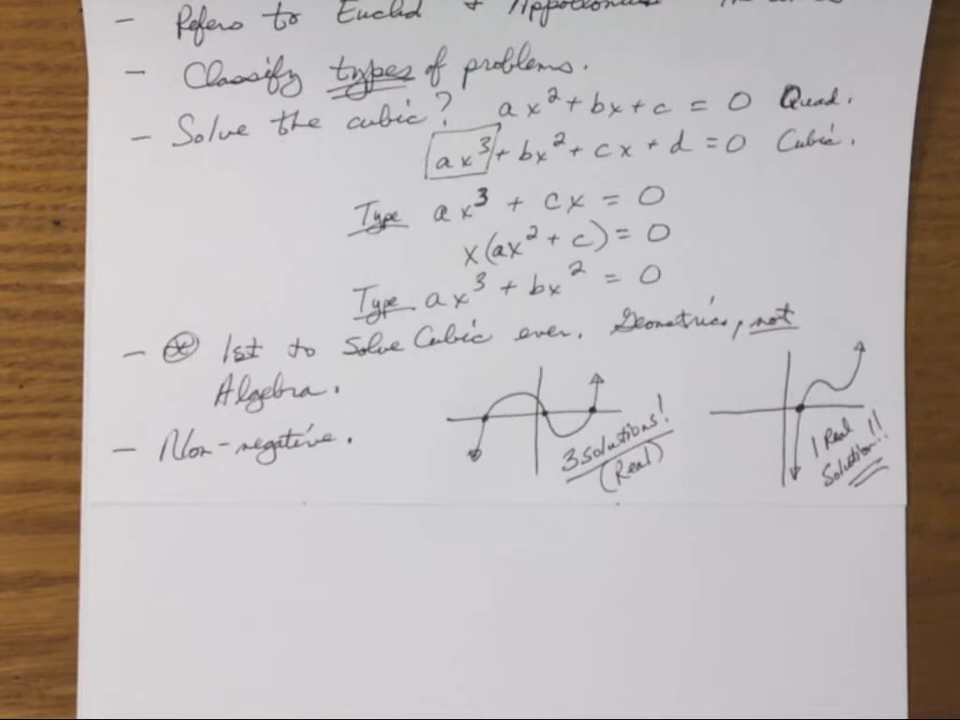 - Refers to Euclid +
- Classify types of problems.
- Solve the cubic? ax² + bx + c = 0 Quad.
ax³ + bx² + cx + d = 0 Cubic.
Type ax³ + cx = 0
x(ax² + c) = 0
Type ax³ + bx² = 0
- * 1st to Solve Cubic ever. Geometric, not
Algebra.
- Non-negative.
3 solutions!
(Real)
1 Real
Solution!!